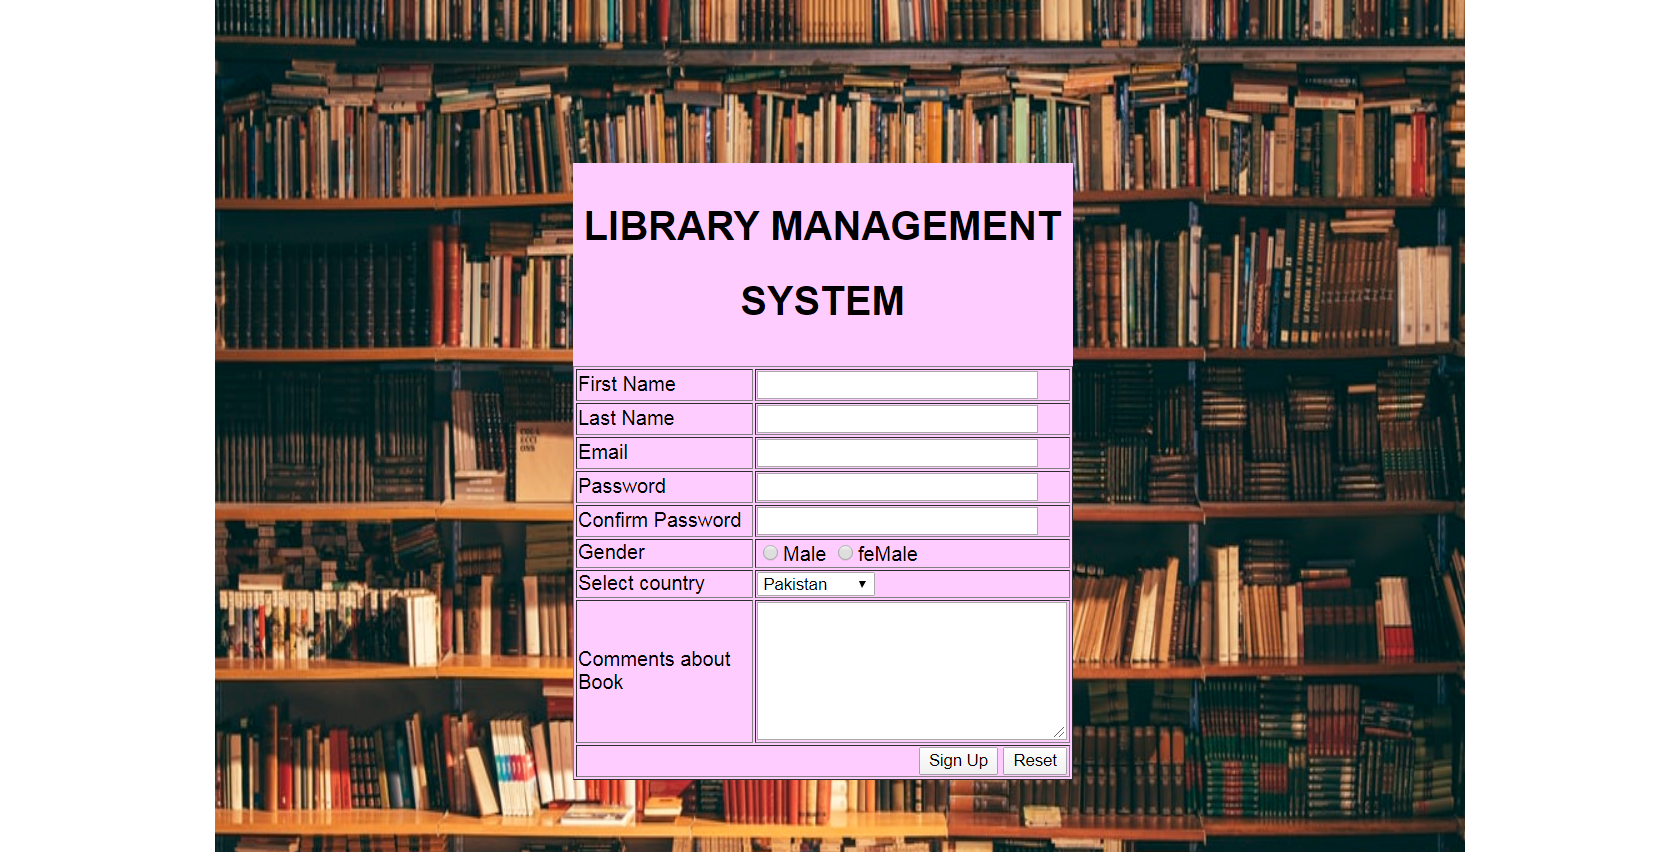 LIBRARY MANAGEMENT
SYSTEM
First Name
Last Name
Email
Password
Confirm Password
Gender Male feMale
Select country Pakistan
Comments about
Book
Sign Up Reset